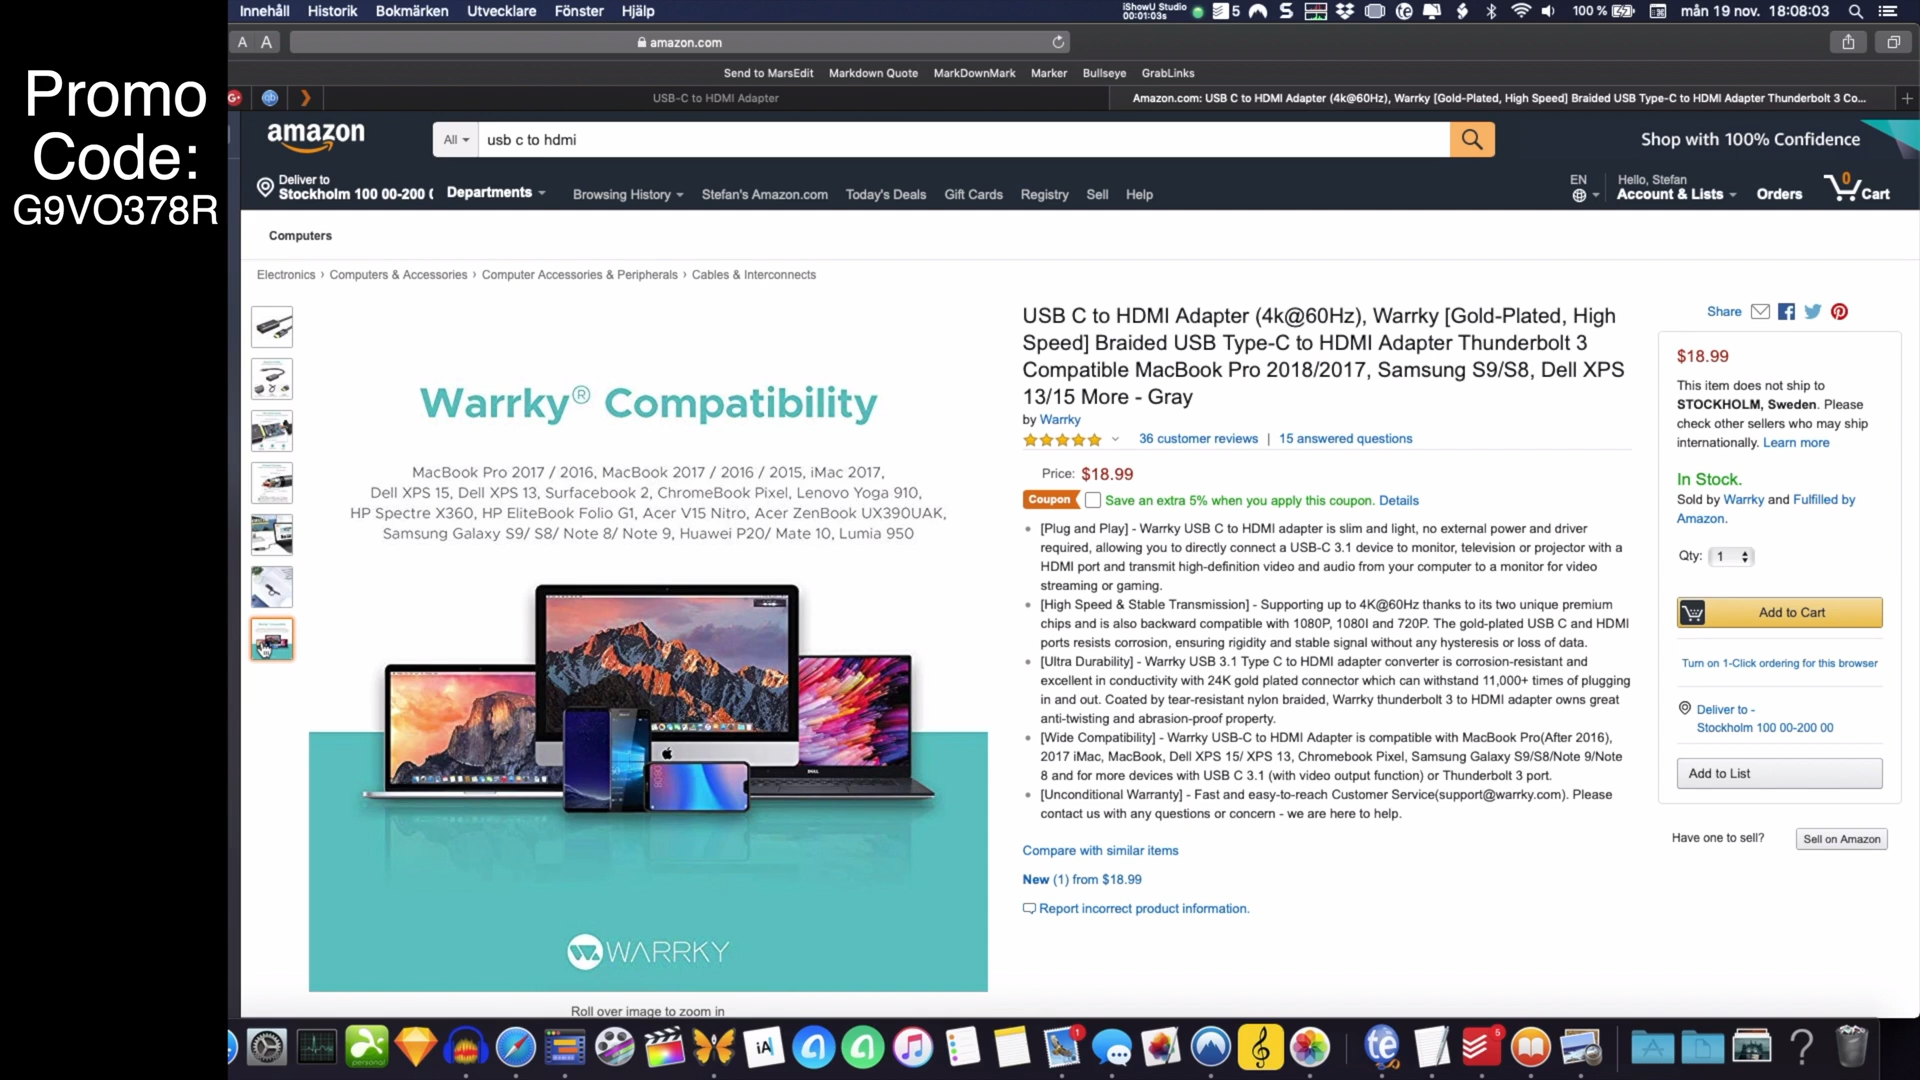 Innehåll Historik Bokmärken Utvecklare Fönster Hjälp
iShowU Studio
00:01:03s
5
100 %
mån 19 nov. 18:08:03
A A
amazon.com
Send to MarsEdit Markdown Quote MarkDownMark Marker Bullseye GrabLinks
USB-C to HDMI Adapter
Amazon.com: USB C to HDMI Adapter (4k@60Hz), Warrky [Gold-Plated, High Speed] Braided USB Type-C to HDMI Adapter Thunderbolt 3 Co...
Promo
Code:
G9VO378R
amazon
All
usb c to hdmi
Shop with 100% Confidence
Deliver to
Stockholm 100 00-200 (
Departments
Browsing History Stefan's Amazon.com Today's Deals Gift Cards Registry Sell Help
EN
Hello, Stefan
Account & Lists
Orders
0
Cart
Computers
Electronics › Computers & Accessories › Computer Accessories & Peripherals › Cables & Interconnects
Warrky® Compatibility
MacBook Pro 2017 / 2016, MacBook 2017 / 2016 / 2015, iMac 2017,
Dell XPS 15, Dell XPS 13, Surfacebook 2, ChromeBook Pixel, Lenovo Yoga 910,
HP Spectre X360, HP EliteBook Folio G1, Acer V15 Nitro, Acer ZenBook UX390UAK,
Samsung Galaxy S9/ S8/ Note 8/ Note 9, Huawei P20/ Mate 10, Lumia 950
WARRKY
Roll over image to zoom in
USB C to HDMI Adapter (4k@60Hz), Warrky [Gold-Plated, High
Speed] Braided USB Type-C to HDMI Adapter Thunderbolt 3
Compatible MacBook Pro 2018/2017, Samsung S9/S8, Dell XPS
13/15 More - Gray
by Warrky
36 customer reviews | 15 answered questions
Price: $18.99
Coupon Save an extra 5% when you apply this coupon. Details
• [Plug and Play] - Warrky USB C to HDMI adapter is slim and light, no external power and driver
required, allowing you to directly connect a USB-C 3.1 device to monitor, television or projector with a
HDMI port and transmit high-definition video and audio from your computer to a monitor for video
streaming or gaming.
• [High Speed & Stable Transmission] - Supporting up to 4K@60Hz thanks to its two unique premium
chips and is also backward compatible with 1080P, 1080I and 720P. The gold-plated USB C and HDMI
ports resists corrosion, ensuring rigidity and stable signal without any hysteresis or loss of data.
• [Ultra Durability] - Warrky USB 3.1 Type C to HDMI adapter converter is corrosion-resistant and
excellent in conductivity with 24K gold plated connector which can withstand 11,000+ times of plugging
in and out. Coated by tear-resistant nylon braided, Warrky thunderbolt 3 to HDMI adapter owns great
anti-twisting and abrasion-proof property.
• [Wide Compatibility] - Warrky USB-C to HDMI Adapter is compatible with MacBook Pro(After 2016),
2017 iMac, MacBook, Dell XPS 15/ XPS 13, Chromebook Pixel, Samsung Galaxy S9/S8/Note 9/Note
8 and for more devices with USB C 3.1 (with video output function) or Thunderbolt 3 port.
• [Unconditional Warranty] - Fast and easy-to-reach Customer Service(support@warrky.com). Please
contact us with any questions or concern - we are here to help.
Compare with similar items
New (1) from $18.99
Report incorrect product information.
Share
$18.99
This item does not ship to
STOCKHOLM, Sweden. Please
check other sellers who may ship
internationally. Learn more
In Stock.
Sold by Warrky and Fulfilled by
Amazon.
Qty: 1
Add to Cart
Turn on 1-Click ordering for this browser
Deliver to -
Stockholm 100 00-200 00
Add to List
Have one to sell?
Sell on Amazon